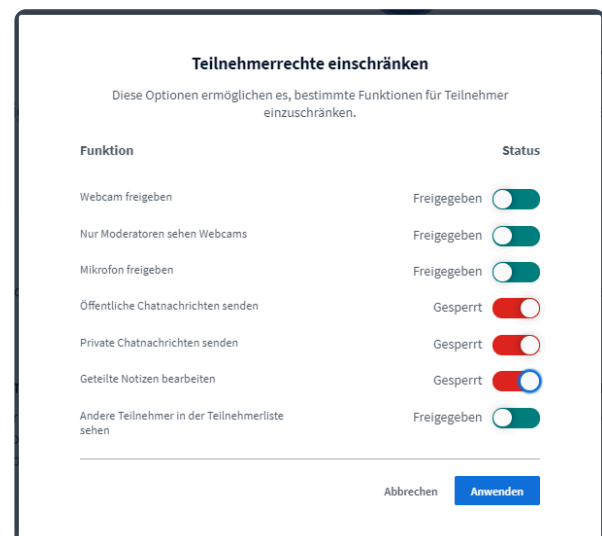 Teilnehmerrechte einschränken
Diese Optionen ermöglichen es, bestimmte Funktionen für Teilnehmer
einzuschränken.
Funktion Status
Webcam freigeben Freigegeben
Nur Moderatoren sehen Webcams Freigegeben
Mikrofon freigeben Freigegeben
Öffentliche Chatnachrichten senden Gesperrt
Private Chatnachrichten senden Gesperrt
Geteilte Notizen bearbeiten Gesperrt
Andere Teilnehmer in der Teilnehmerliste Freigegeben
sehen
Abbrechen Anwenden